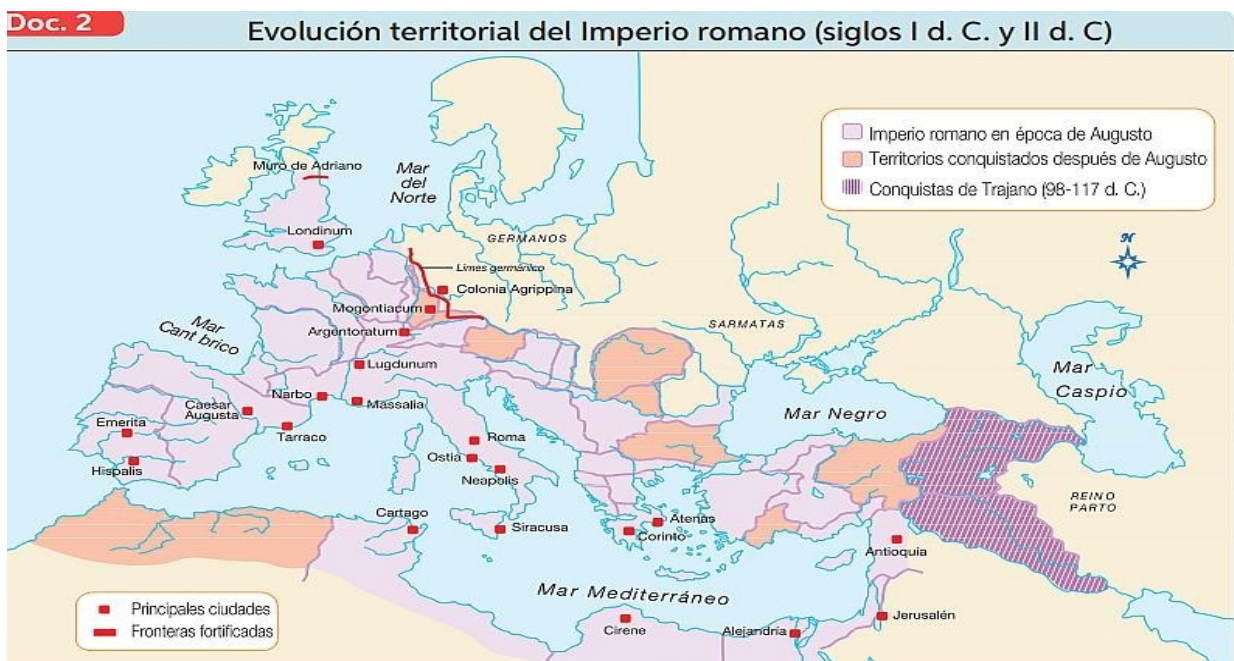 Doc. 2
Evolución territorial del Imperio romano (siglos I d. C. y II d. C)
Imperio romano en época de Augusto
Territorios conquistados después de Augusto
Conquistas de Trajano (98-117 d. C.)
N
Muro de Adriano
Mar
del
Norte
Londinum
GERMANOS
Limes germánico
Colonia Agrippina
Mogontiacum
Argentoratum
SARMATAS
Mar
Cant brico
Lugdunum
Mar
Caspio
Narbo
Massalia
Caesar
Augusta
Mar Negro
Emerita
Tarraco
Roma
Ostia
Hispalis
Neapolis
REINO
PARTO
Cartago
Siracusa
Atenas
Corinto
Antioquia
Mar Mediterráneo
Cirene
Alejandría
Jerusalén
Principales ciudades
Fronteras fortificadas